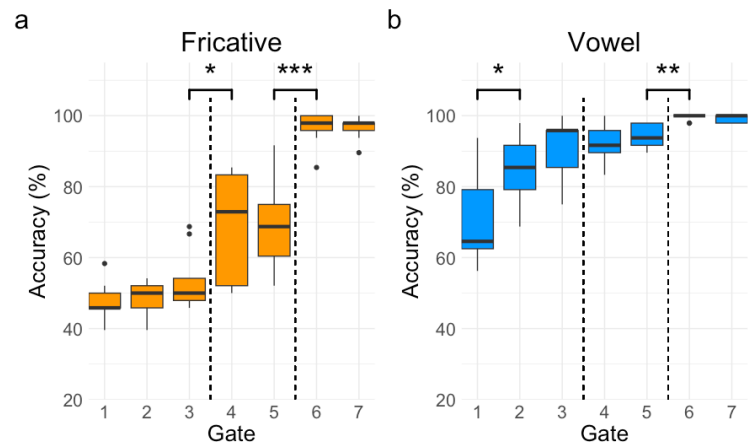 a
Fricative
* ***
Accuracy (%)
100
80
60
40
20
1 2 3 4 5 6 7
Gate
b
Vowel
* **
Accuracy (%)
100
80
60
40
20
1 2 3 4 5 6 7
Gate